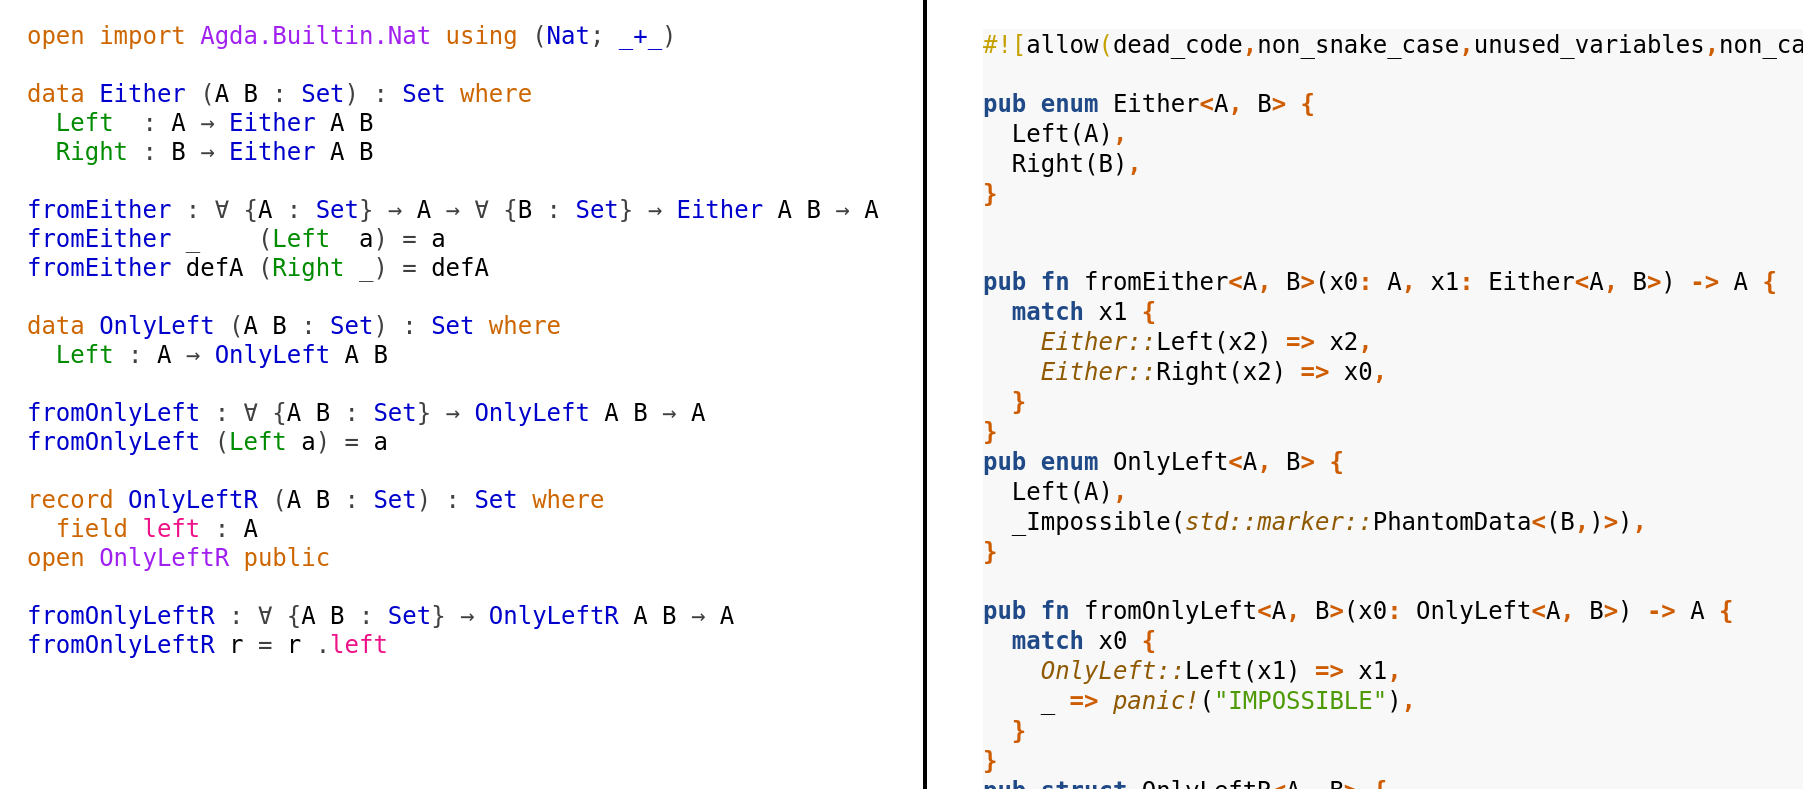 open import Agda.Builtin.Nat using (Nat; _+_)
data Either (A B : Set) : Set where
  Left  : A → Either A B
  Right : B → Either A B
fromEither : ∀ {A : Set} → A → ∀ {B : Set} → Either A B → A
fromEither _    (Left  a) = a
fromEither defA (Right _) = defA
data OnlyLeft (A B : Set) : Set where
  Left : A → OnlyLeft A B
fromOnlyLeft : ∀ {A B : Set} → OnlyLeft A B → A
fromOnlyLeft (Left a) = a
record OnlyLeftR (A B : Set) : Set where
  field left : A
open OnlyLeftR public
fromOnlyLeftR : ∀ {A B : Set} → OnlyLeftR A B → A
fromOnlyLeftR r = r .left
#![allow(dead_code,non_snake_case,unused_variables,non_ca
pub enum Either<A, B> {
  Left(A),
  Right(B),
}
pub fn fromEither<A, B>(x0: A, x1: Either<A, B>) -> A {
  match x1 {
    Either::Left(x2) => x2,
    Either::Right(x2) => x0,
  }
}
pub enum OnlyLeft<A, B> {
  Left(A),
  _Impossible(std::marker::PhantomData<(B,)>),
}
pub fn fromOnlyLeft<A, B>(x0: OnlyLeft<A, B>) -> A {
  match x0 {
    OnlyLeft::Left(x1) => x1,
    _ => panic!("IMPOSSIBLE"),
  }
}
pub struct OnlyLeftR<A, B> {